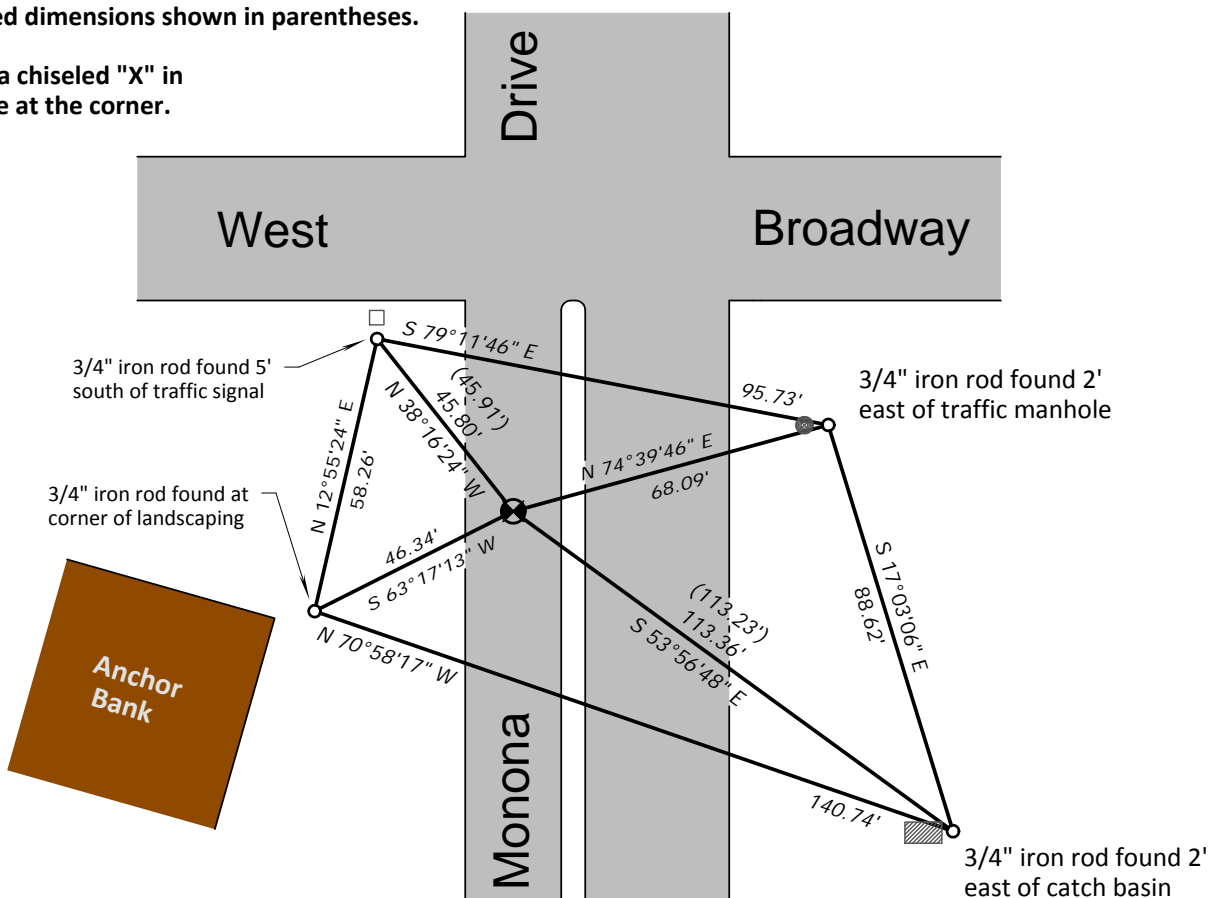 ed dimensions shown in parentheses.
a chiseled "X" in
e at the corner.
Drive
West
Broadway
3/4" iron rod found 5'
south of traffic signal
S 79°11'46" E
95.73'
3/4" iron rod found 2'
east of traffic manhole
(45.91')
45.80'
N 38°16'24" W
N 12°55'24" E
58.26'
N 74°39'46" E
68.09'
3/4" iron rod found at
corner of landscaping
46.34'
S 63°17'13" W
S 17°03'06" E
88.62'
(113.23')
113.36'
S 53°56'48" E
N 70°58'17" W
140.74'
Anchor
Bank
Monona
3/4" iron rod found 2'
east of catch basin